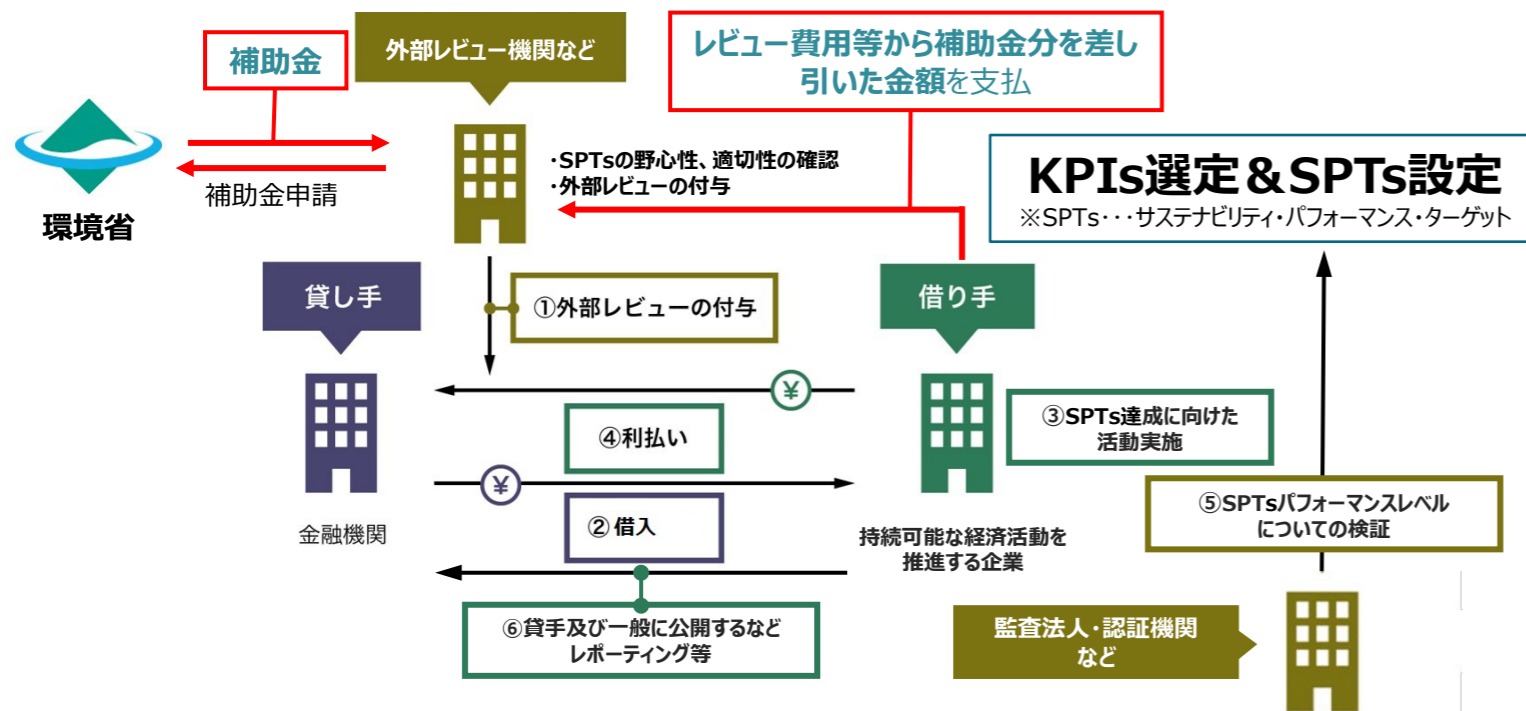 補助金
外部レビュー機関など
レビュー費用等から補助金分を差し
引いた金額を支払
補助金申請
環境省
・SPTsの野心性、適切性の確認
・外部レビューの付与
KPIs選定＆SPTs設定
※SPTs・・・サステナビリティ・パフォーマンス・ターゲット
貸し手
①外部レビューの付与
借り手
¥
④利払い
③SPTs達成に向けた
活動実施
¥
②借入
金融機関
持続可能な経済活動を
推進する企業
⑤SPTsパフォーマンスレベル
についての検証
⑥貸手及び一般に公開するなど
レポーティング等
監査法人・認証機関
など